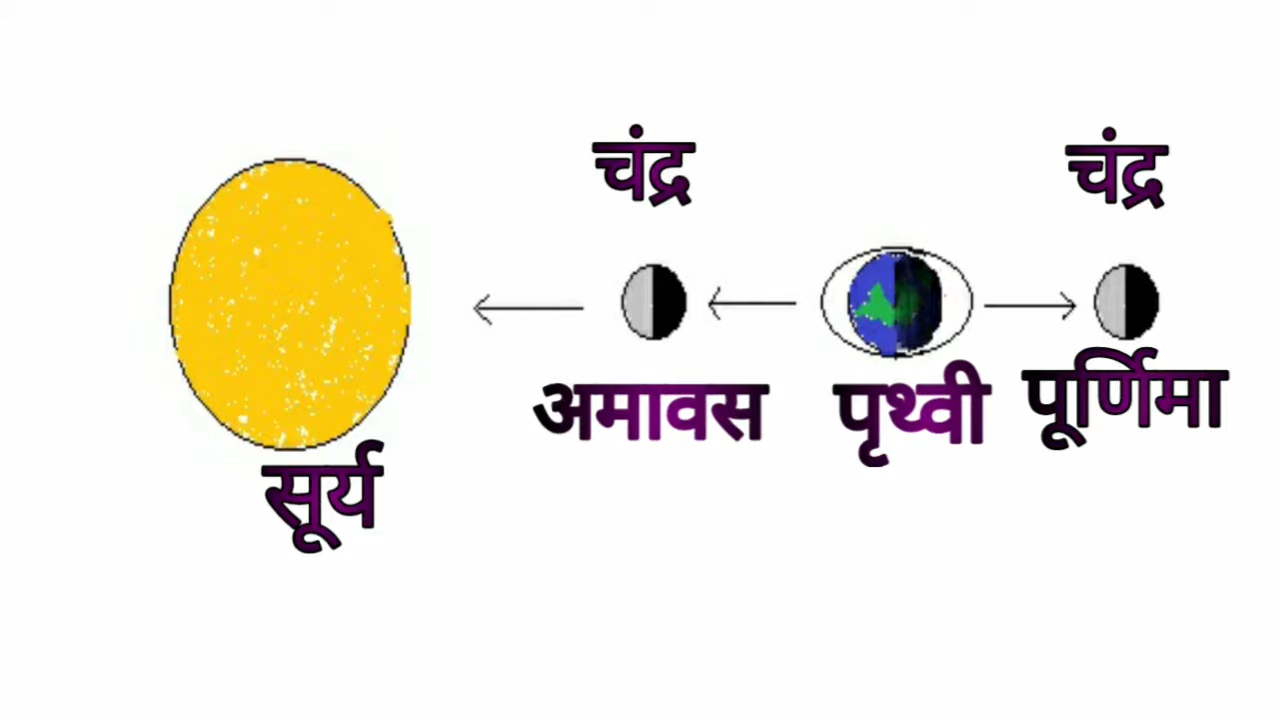 चंद्र
चंद्र
अमावस
पृथ्वी
पूर्णिमा
सूर्य